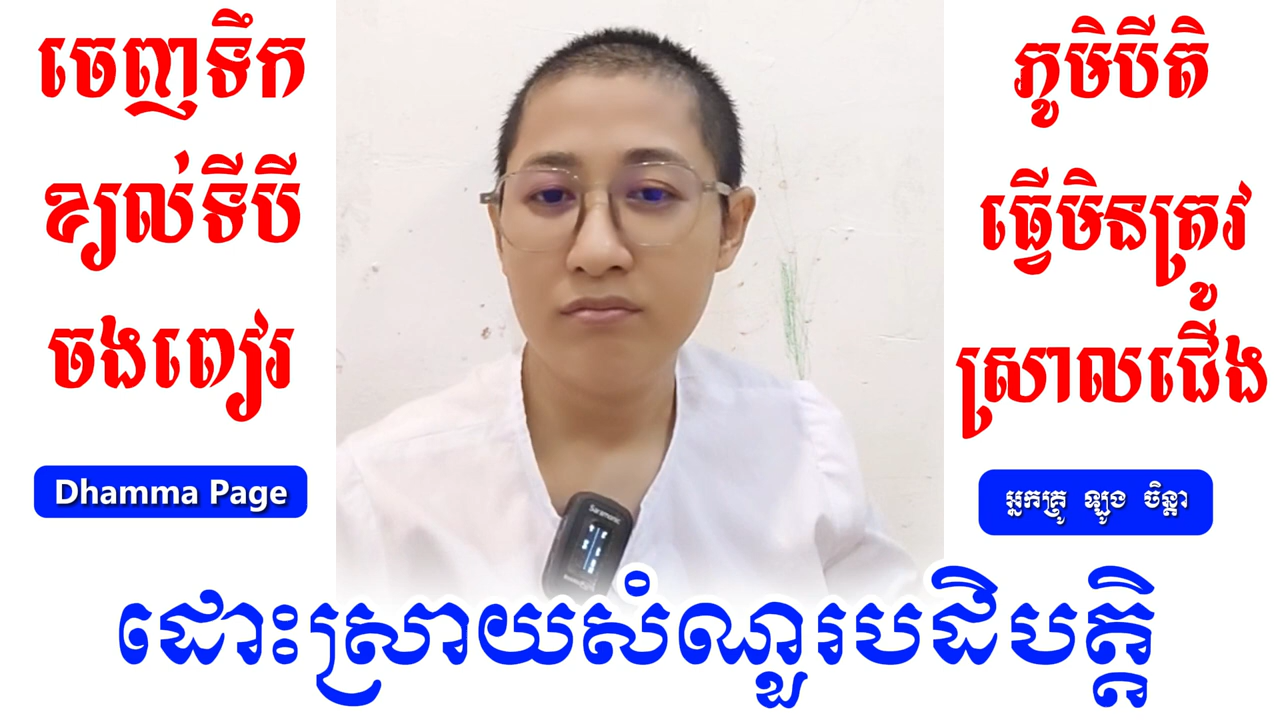 ចេញទឹក
ខ្យល់ទីបី
ចងពៀរ
Dhamma Page
ភូមិបីតិ
ធ្វើមិនត្រូវ
ស្រាលជើង
អ្នកគ្រូ ឡុង ចិន្តា
Saramonic
ដោះស្រាយសំណួរបដិបត្តិ